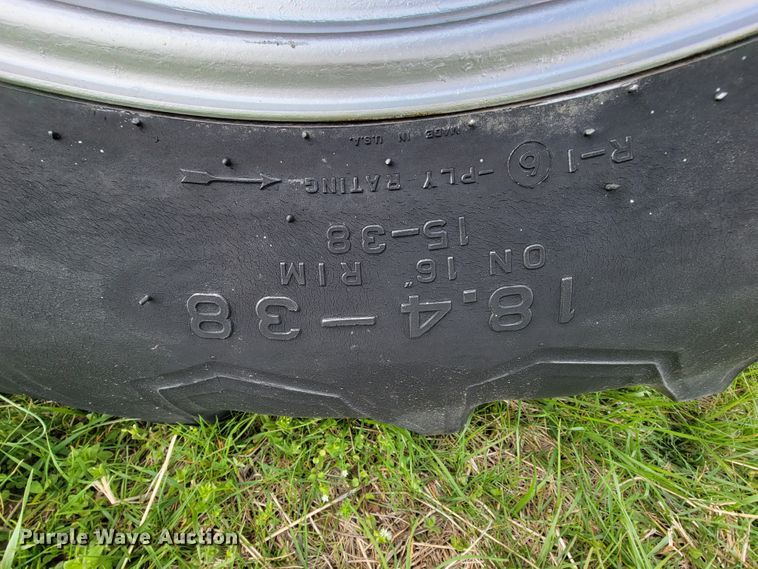 18.4-38
ON 16" RIM
15-38
R-1 6-PLY RATING
MADE IN
U.S.A.
Purple Wave Auction